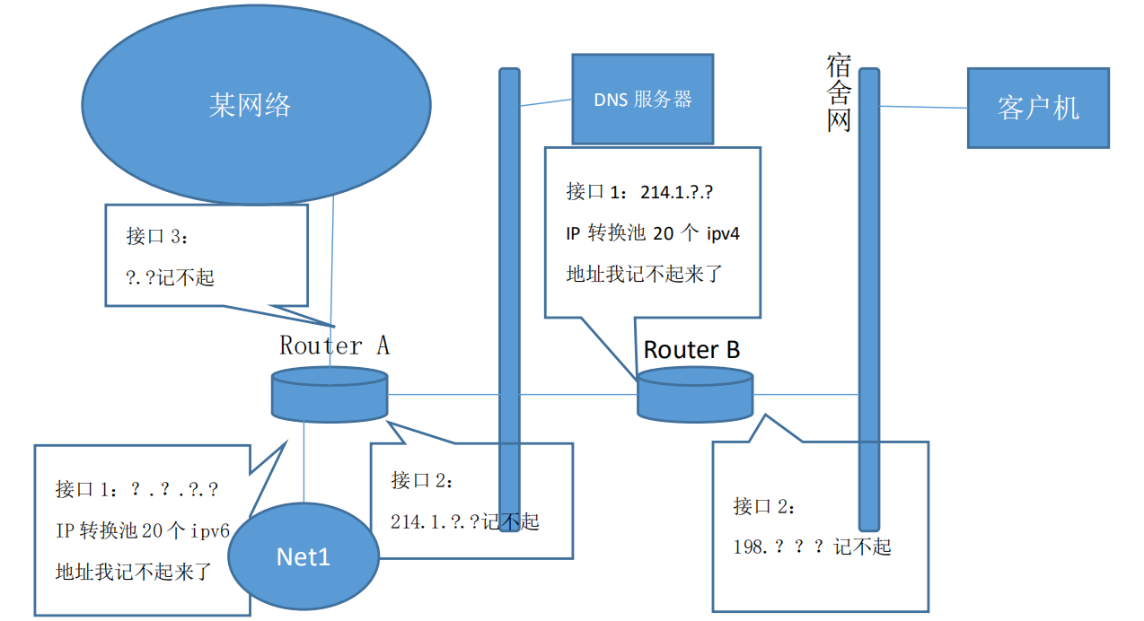 某网络
DNS 服务器
宿舍网
客户机
接口 3：
?.?记不起
接口 1：214.1.?.?
IP 转换池 20 个 ipv4
地址我记不起来了
Router A
Router B
接口 1：？.？.?.?
IP 转换池 20 个 ipv6
地址我记不起来了
Net1
接口 2：
214.1.?.?记不起
接口 2：
198.？？？记不起